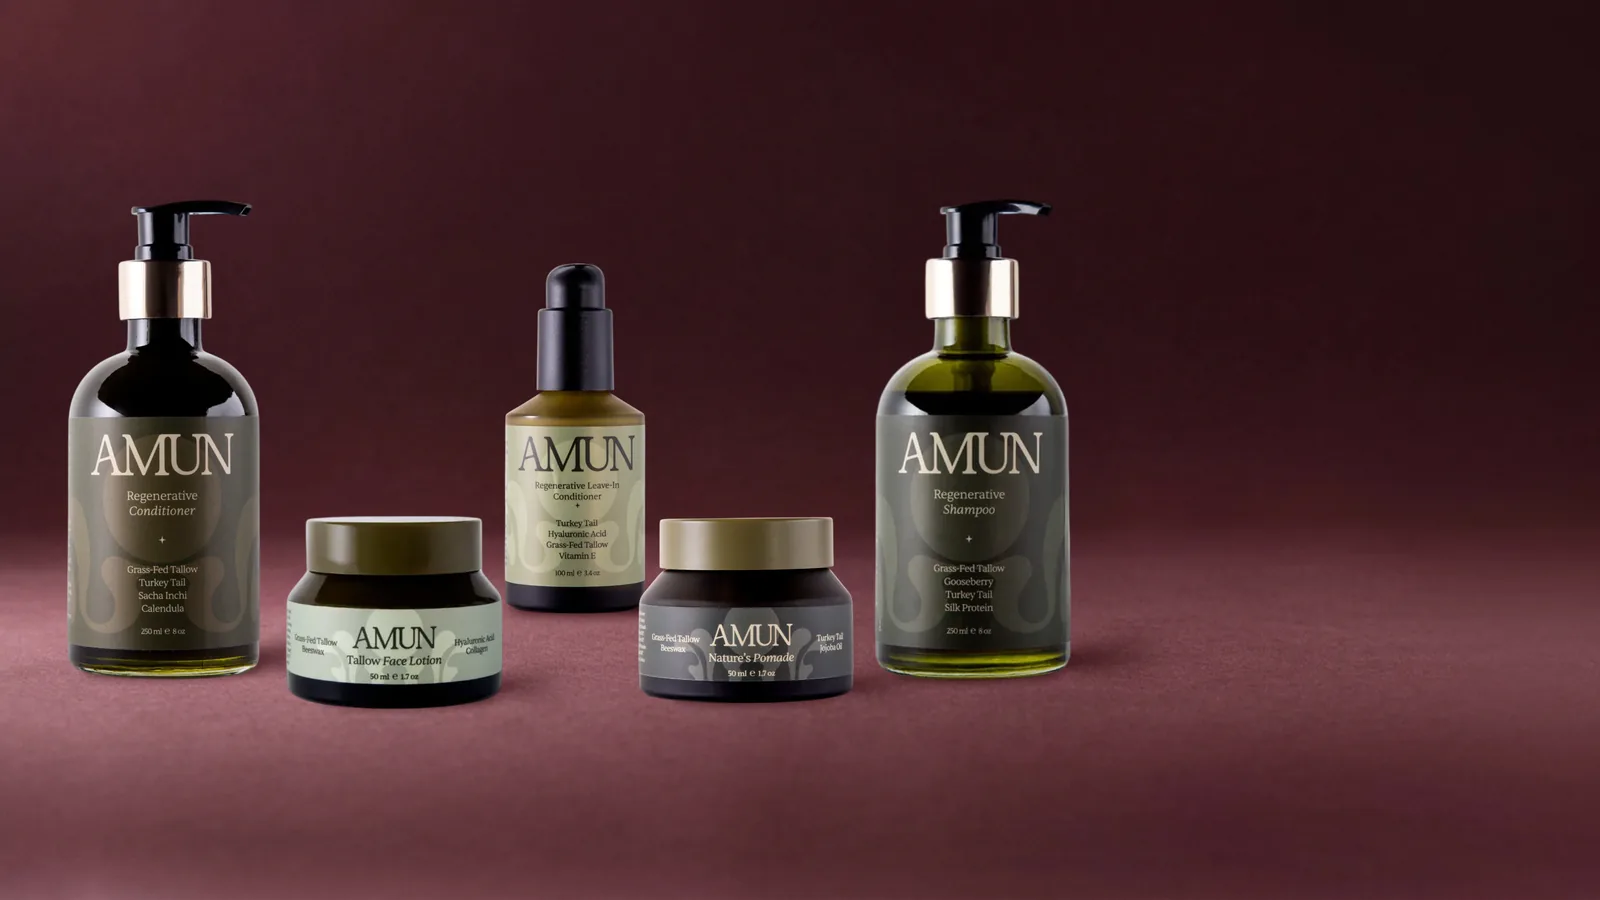 AMUN
Regenerative
Conditioner
+
Grass-Fed Tallow
Turkey Tail
Sacha Inchi
Calendula
250 ml ℮ 8 oz
Grass-Fed Tallow
Beeswax
AMUN
Tallow Face Lotion
50 ml ℮ 1.7 oz
Hyaluronic Acid
Collagen
AMUN
Regenerative Leave-In
Conditioner
+
Turkey Tail
Hyaluronic Acid
Grass-Fed Tallow
Vitamin E
100 ml ℮ 3.4 oz
Grass-Fed Tallow
Beeswax
AMUN
Nature's Pomade
50 ml ℮ 1.7 oz
Turkey Tail
Jojoba Oil
AMUN
Regenerative
Shampoo
+
Grass-Fed Tallow
Gooseberry
Turkey Tail
Silk Protein
250 ml ℮ 8 oz